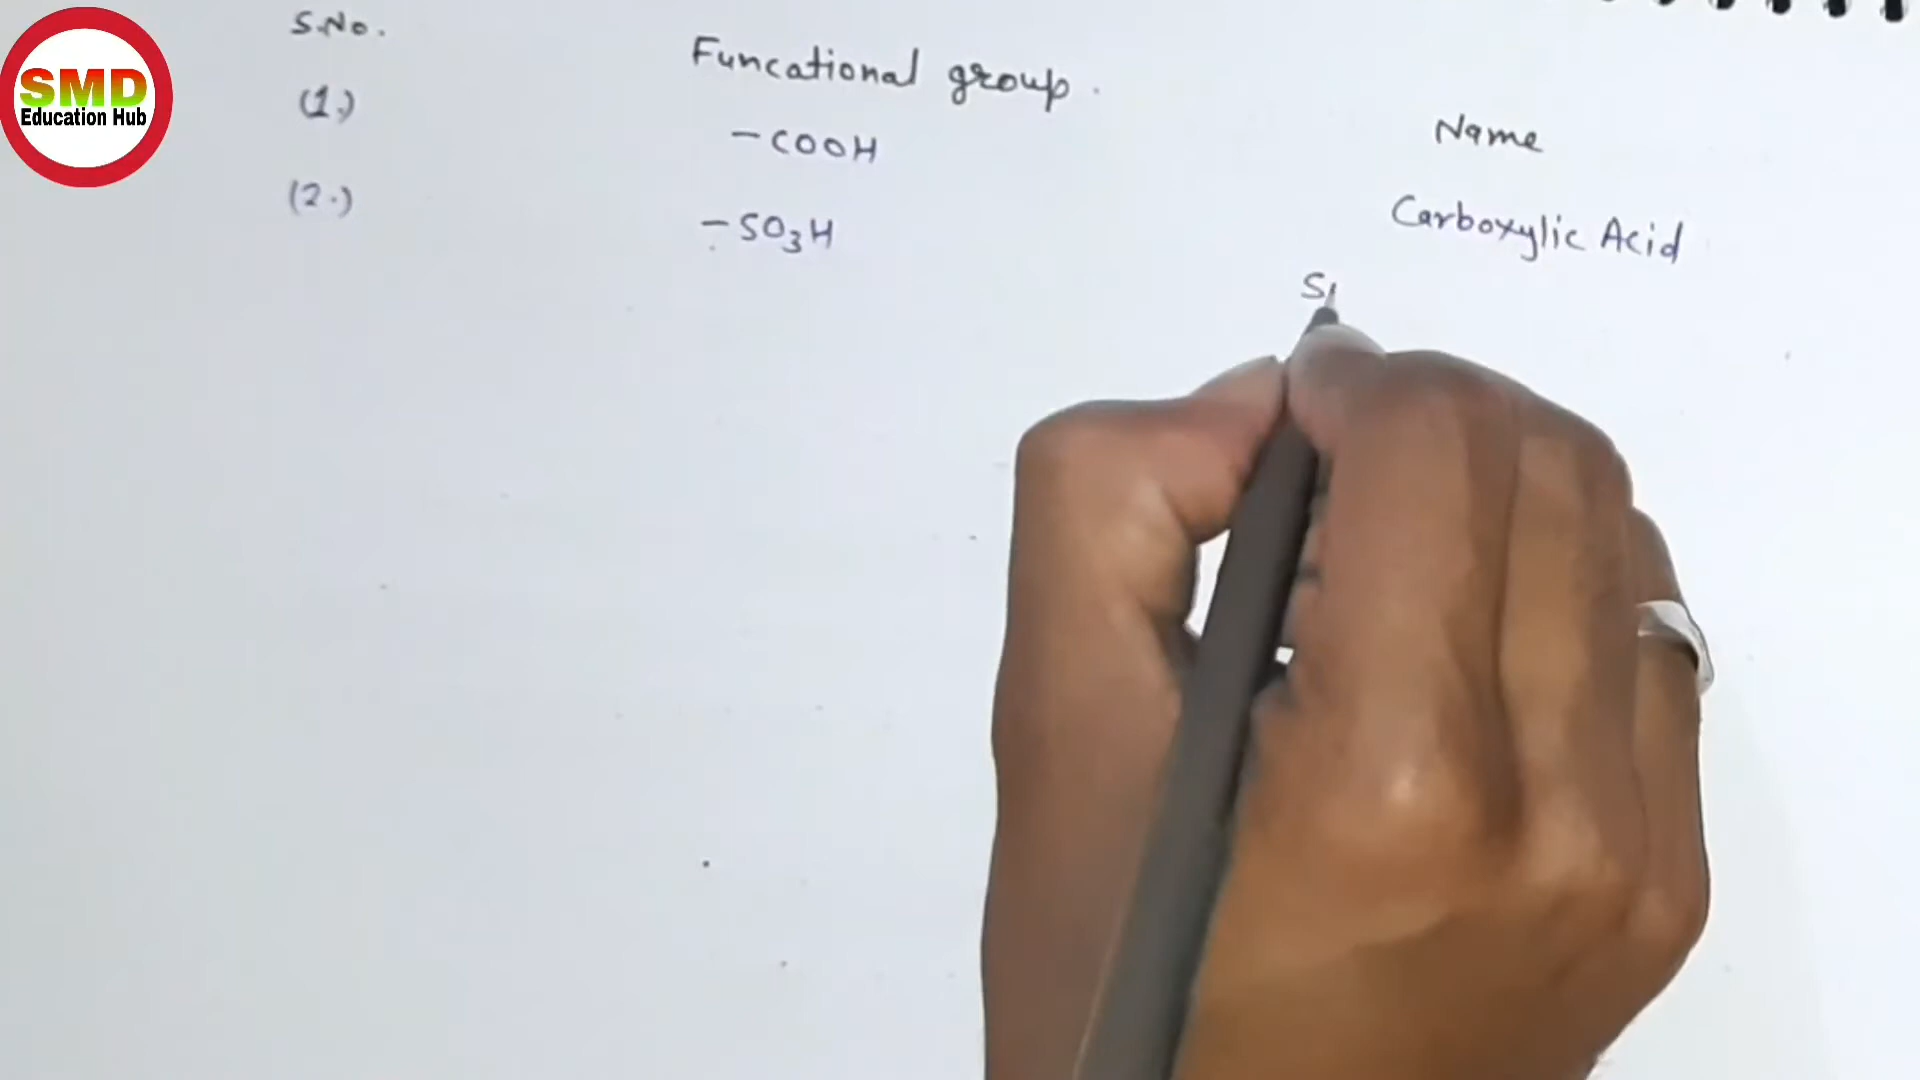 SMD
Education Hub
S.No. Funcational group. Name
(1.) -COOH Carboxylic Acid
(2.) -SO3H